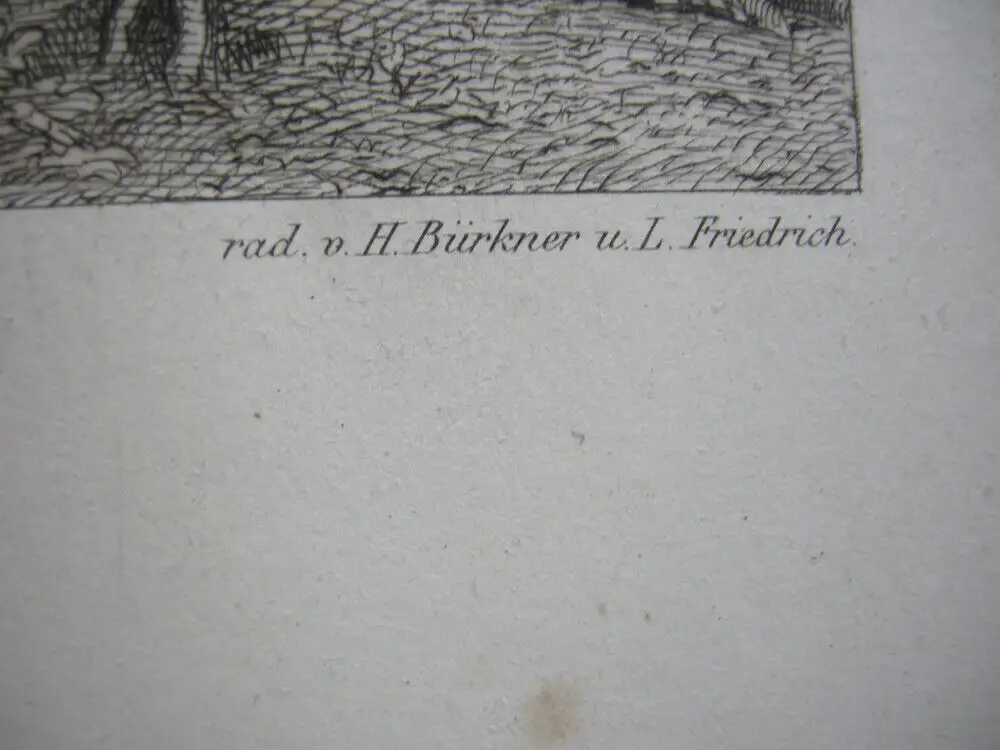 rad. v. H. Bürkner u. L. Friedrich.